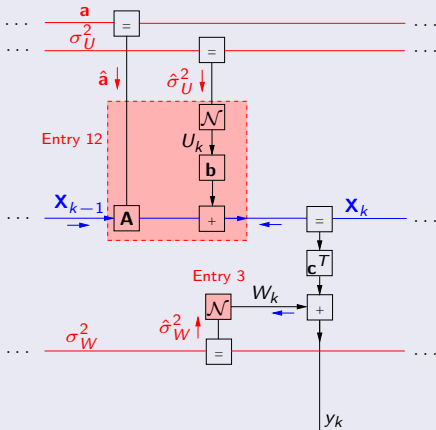 a
... = ...
σ_U^2
... = ...
â σ̂_U^2
𝒩
Entry 12
U_k
b
X_{k−1} X_k
... A + = ...
c^T
Entry 3
W_k
σ̂_W^2 𝒩 +
σ_W^2
... = ...
y_k